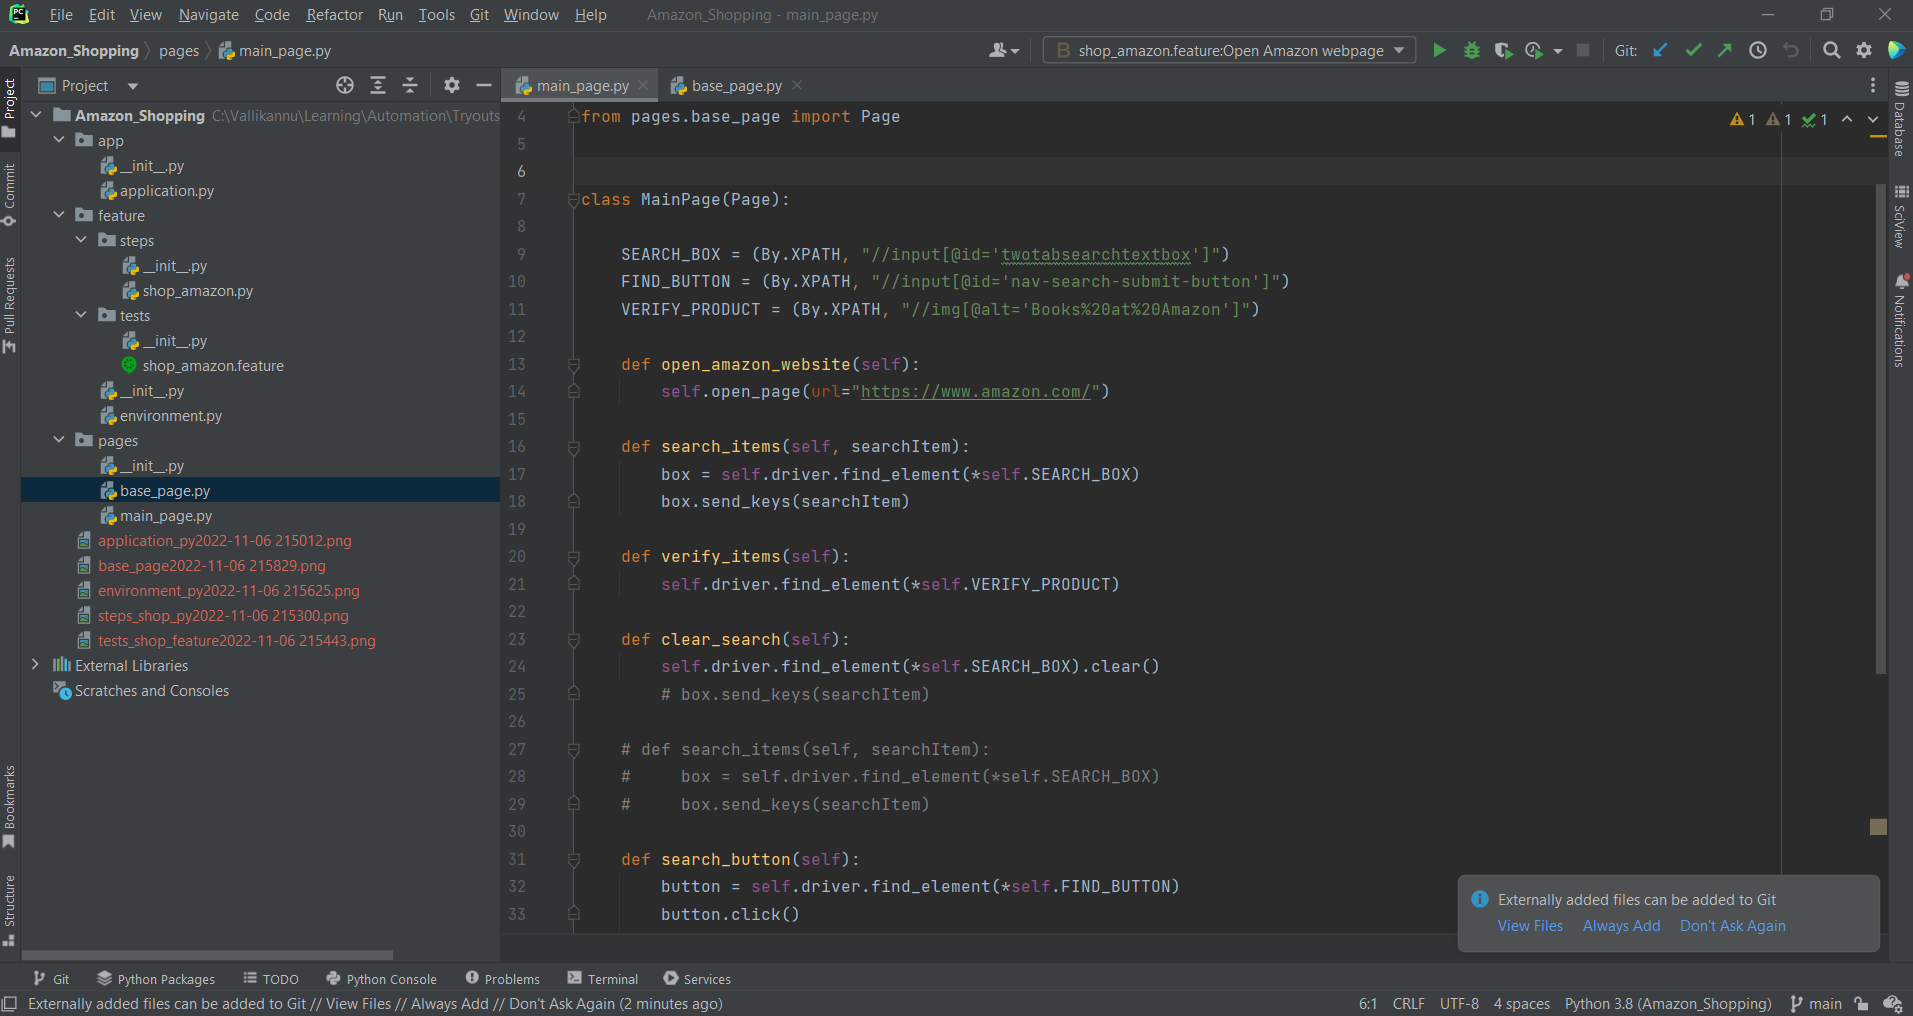 PC File Edit View Navigate Code Refactor Run Tools Git Window Help Amazon_Shopping - main_page.py
Amazon_Shopping pages main_page.py B shop_amazon.feature:Open Amazon webpage Git:
Project main_page.py base_page.py
Amazon_Shopping C:\Vallikannu\Learning\Automation\Tryouts
app
__init__.py
application.py
feature
steps
__init__.py
shop_amazon.py
tests
__init__.py
shop_amazon.feature
__init__.py
environment.py
pages
__init__.py
base_page.py
main_page.py
application_py2022-11-06 215012.png
base_page2022-11-06 215829.png
environment_py2022-11-06 215625.png
steps_shop_py2022-11-06 215300.png
tests_shop_feature2022-11-06 215443.png
External Libraries
Scratches and Consoles
Project
Commit
Pull Requests
Bookmarks
Structure
4 from pages.base_page import Page
5
6
7 class MainPage(Page):
8
9 SEARCH_BOX = (By.XPATH, "//input[@id='twotabsearchtextbox']")
10 FIND_BUTTON = (By.XPATH, "//input[@id='nav-search-submit-button']")
11 VERIFY_PRODUCT = (By.XPATH, "//img[@alt='Books%20at%20Amazon']")
12
13 def open_amazon_website(self):
14 self.open_page(url="https://www.amazon.com/")
15
16 def search_items(self, searchItem):
17 box = self.driver.find_element(*self.SEARCH_BOX)
18 box.send_keys(searchItem)
19
20 def verify_items(self):
21 self.driver.find_element(*self.VERIFY_PRODUCT)
22
23 def clear_search(self):
24 self.driver.find_element(*self.SEARCH_BOX).clear()
25 # box.send_keys(searchItem)
26
27 # def search_items(self, searchItem):
28 # box = self.driver.find_element(*self.SEARCH_BOX)
29 # box.send_keys(searchItem)
30
31 def search_button(self):
32 button = self.driver.find_element(*self.FIND_BUTTON)
33 button.click()
1 1 1
Database
SciView
Notifications
Externally added files can be added to Git
View Files Always Add Don't Ask Again
Git Python Packages TODO Python Console Problems Terminal Services
Externally added files can be added to Git // View Files // Always Add // Don't Ask Again (2 minutes ago) 6:1 CRLF UTF-8 4 spaces Python 3.8 (Amazon_Shopping) main